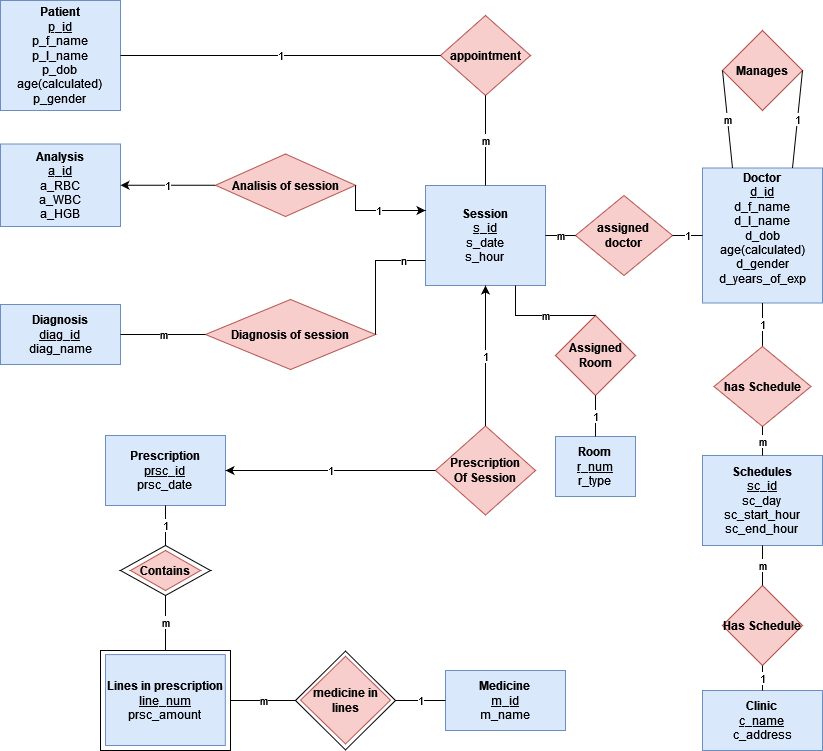 Patient
p_id
p_f_name
p_l_name
p_dob
age(calculated)
p_gender
1
appointment
m
Manages
m
1
Analysis
a_id
a_RBC
a_WBC
a_HGB
1
Analisis of session
1
Session
s_id
s_date
s_hour
m
assigned
doctor
1
Doctor
d_id
d_f_name
d_l_name
d_dob
age(calculated)
d_gender
d_years_of_exp
n
Diagnosis
diag_id
diag_name
m
Diagnosis of session
m
Assigned
Room
1
Room
r_num
r_type
1
has Schedule
m
Schedules
sc_id
sc_day
sc_start_hour
sc_end_hour
1
Prescription
Of Session
1
Prescription
prsc_id
prsc_date
1
Contains
m
Lines in prescription
line_num
prsc_amount
m
medicine in
lines
1
Medicine
m_id
m_name
m
Has Schedule
1
Clinic
c_name
c_address